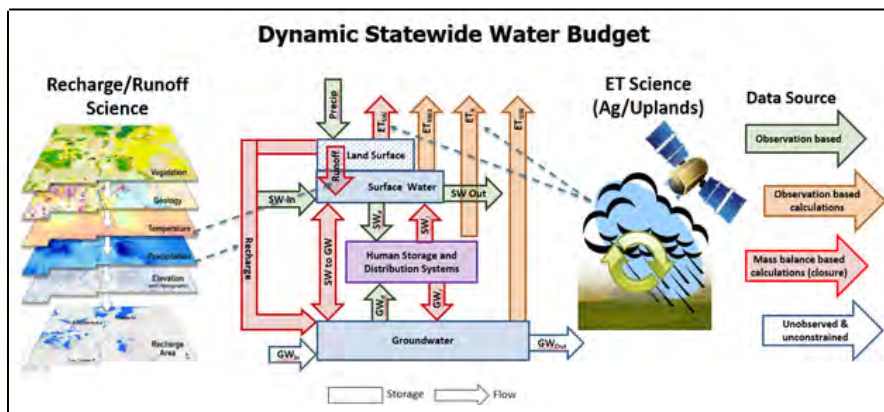 Dynamic Statewide Water Budget
Recharge/Runoff
Science
Vegetation
Geology
Temperature
Precipitation
Elevation
Recharge
Area
Precip
Runoff
Land Surface
Surface Water
SW-In
SW Out
SW to GW
Recharge
Human Storage and
Distribution Systems
Groundwater
GWIn
GWOut
Storage
Flow
ET Science
(Ag/Uplands)
Data Source
Observation based
Observation based
calculations
Mass balance based
calculations (closure)
Unobserved &
unconstrained